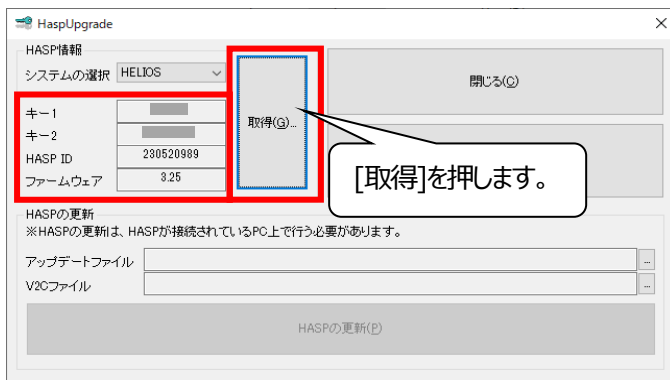 HaspUpgrade
HASP情報
システムの選択 HELIOS
キー1
キー2
HASP ID 230520989
ファームウェア 3.25
取得(G)...
閉じる(C)
[取得]を押します。
HASPの更新
※HASPの更新は、HASPが接続されているPC上で行う必要があります。
アップデートファイル ...
V2Cファイル ...
HASPの更新(P)